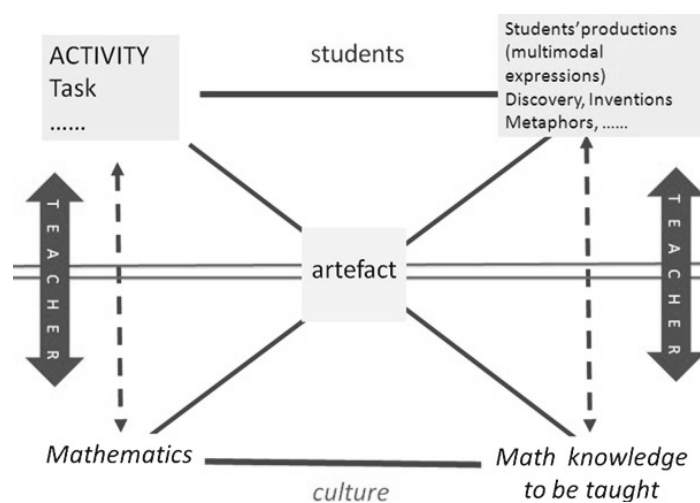 ACTIVITY
Task
......
students
Students' productions
(multimodal
expressions)
Discovery, Inventions
Metaphors, ......
TEACHER
artefact
TEACHER
Mathematics
culture
Math knowledge
to be taught